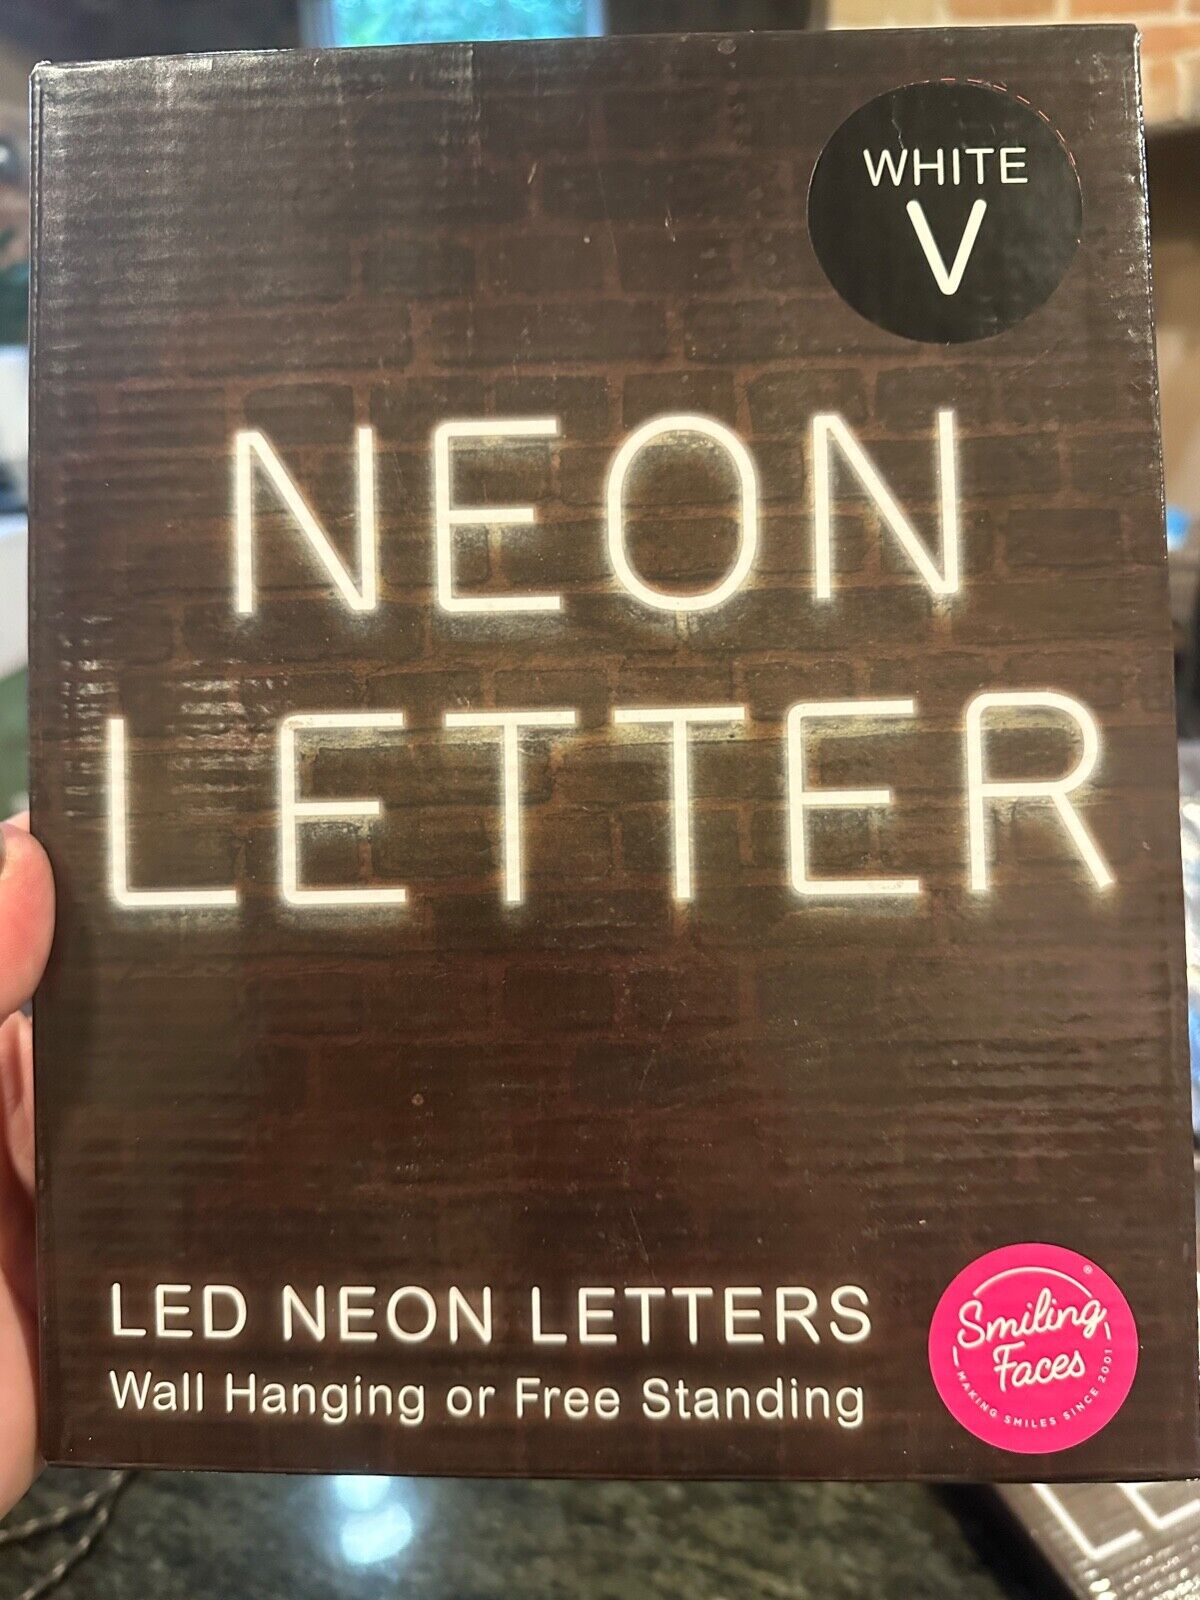 WHITE
V
NEON
LETTER
LED NEON LETTERS
Wall Hanging or Free Standing
Smiling®
Faces
MAKING SMILES SINCE 2001